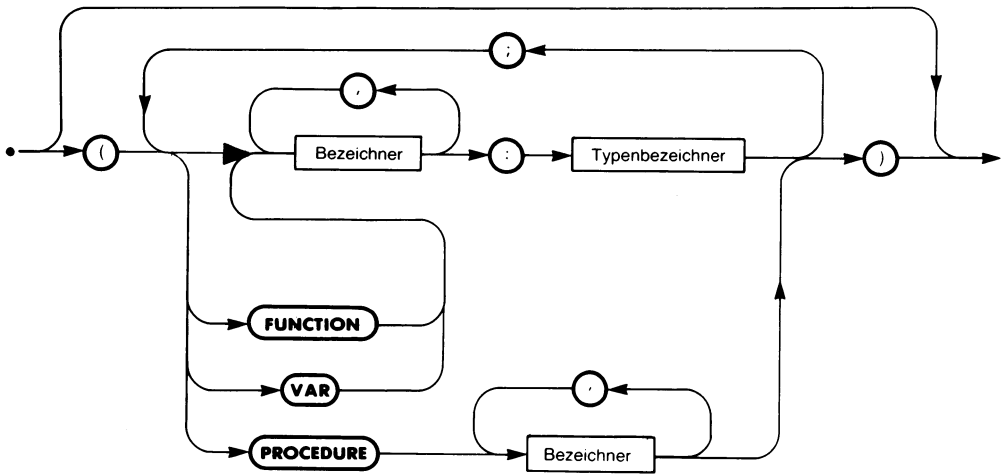 ;
,
(
Bezeichner
:
Typenbezeichner
)
FUNCTION
VAR
,
PROCEDURE
Bezeichner